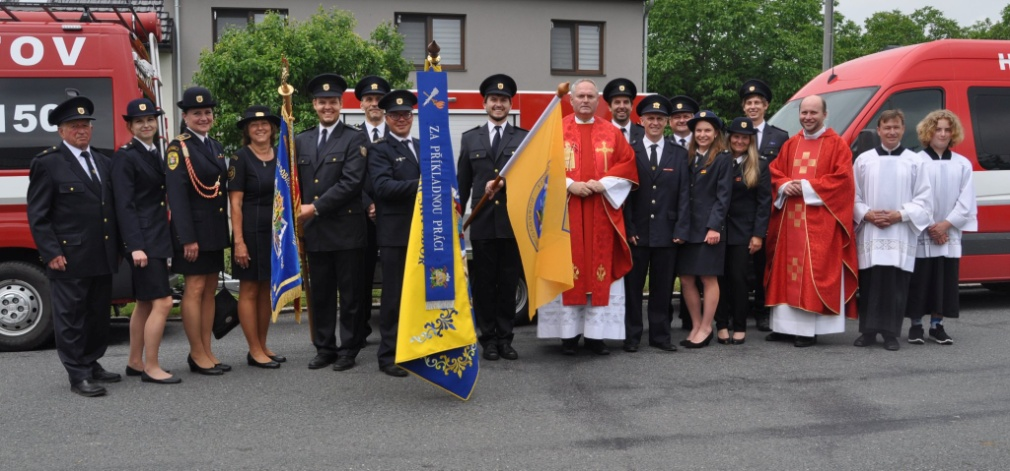 OV
150
H
ZA PŘÍKLADNOU PRÁCI